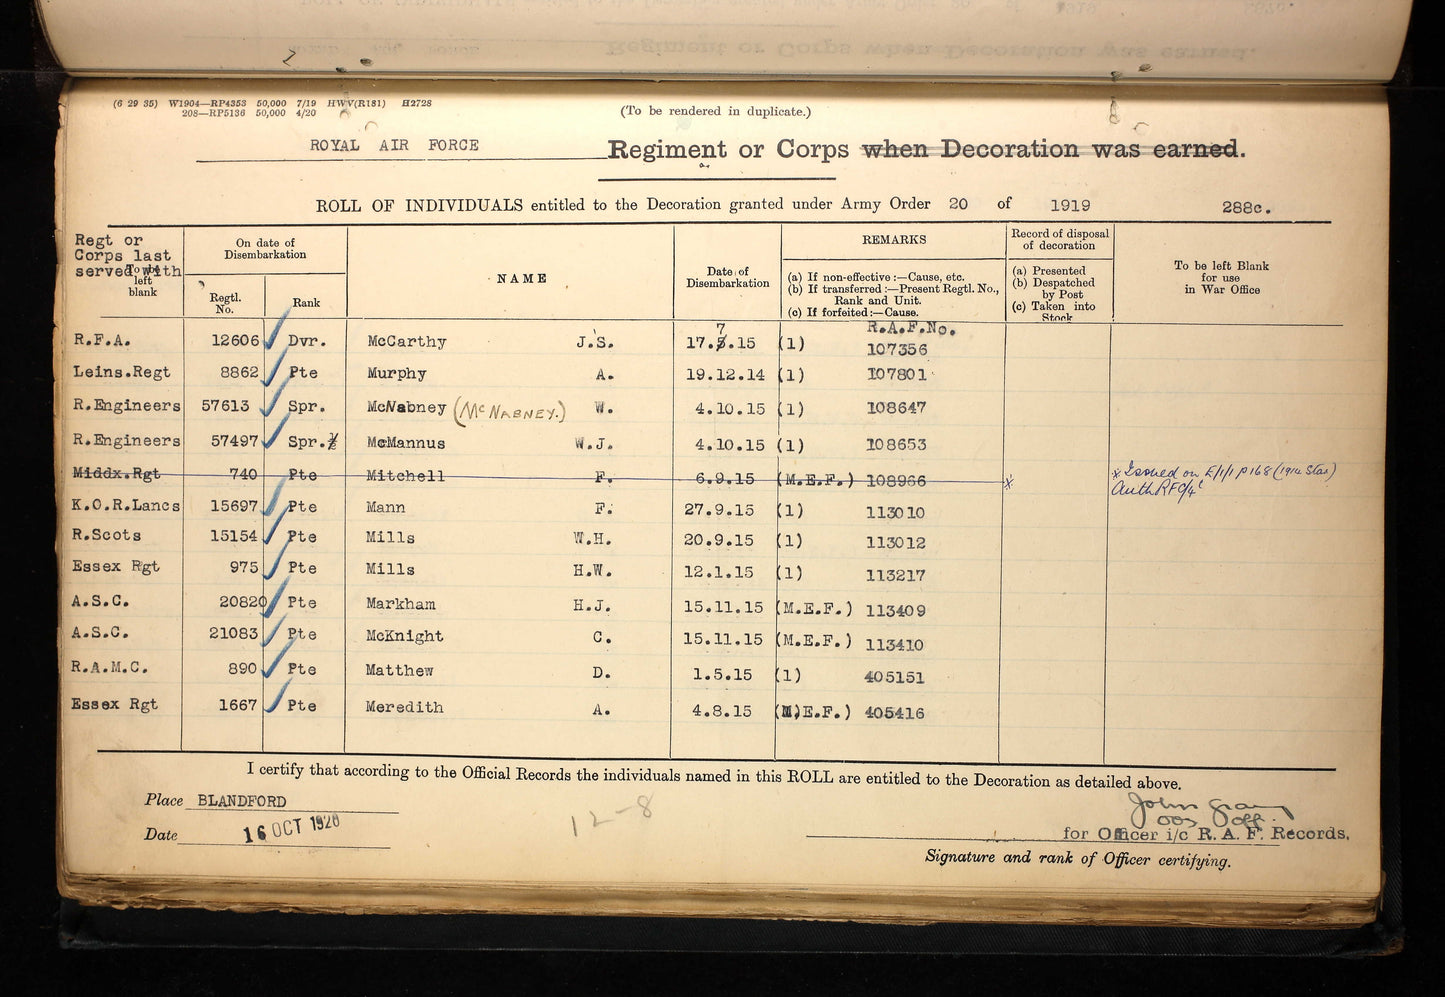 (6 29 35) W1904—RP4353 50,000 7/19 HWV(R181) H2728
208—RP5136 50,000 4/20
(To be rendered in duplicate.)
ROYAL AIR FORCE Regiment or Corps when Decoration was earned.
ROLL OF INDIVIDUALS entitled to the Decoration granted under Army Order 20 of 1919 288c.
Regt or Corps last served with
To be left blank
On date of Disembarkation
Regtl. No.
Rank
NAME
Date of Disembarkation
REMARKS
(a) If non-effective :—Cause, etc.
(b) If transferred :—Present Regtl. No., Rank and Unit.
(c) If forfeited :—Cause.
R.A.F.No.
Record of disposal of decoration
(a) Presented
(b) Despatched by Post
(c) Taken into Stock
To be left Blank for use in War Office
R.F.A. 12606 Dvr. McCarthy J.S. 17.7.15 (1) 107356
Leins.Regt 8862 Pte Murphy A. 19.12.14 (1) 107801
R.Engineers 57613 Spr. McNabney (McNABNEY.) W. 4.10.15 (1) 108647
R.Engineers 57497 Spr. McMannus W.J. 4.10.15 (1) 108653
Middx.Rgt 740 Pte Mitchell F. 6.9.15 (M.E.F.) 108966 * * Issued on E/1/1 p168 (1914 Star)
Auth RFC/4
K.O.R.Lancs 15697 Pte Mann F. 27.9.15 (1) 113010
R.Scots 15154 Pte Mills W.H. 20.9.15 (1) 113012
Essex Rgt 975 Pte Mills H.W. 12.1.15 (1) 113217
A.S.C. 20820 Pte Markham H.J. 15.11.15 (M.E.F.) 113409
A.S.C. 21083 Pte McKnight C. 15.11.15 (M.E.F.) 113410
R.A.M.C. 890 Pte Matthew D. 1.5.15 (1) 405151
Essex Rgt 1667 Pte Meredith A. 4.8.15 (M.E.F.) 405416
I certify that according to the Official Records the individuals named in this ROLL are entitled to the Decoration as detailed above.
Place BLANDFORD
Date 16 OCT 1920
12-8
John Gray
for Officer i/c R. A. F. Records,
Signature and rank of Officer certifying.